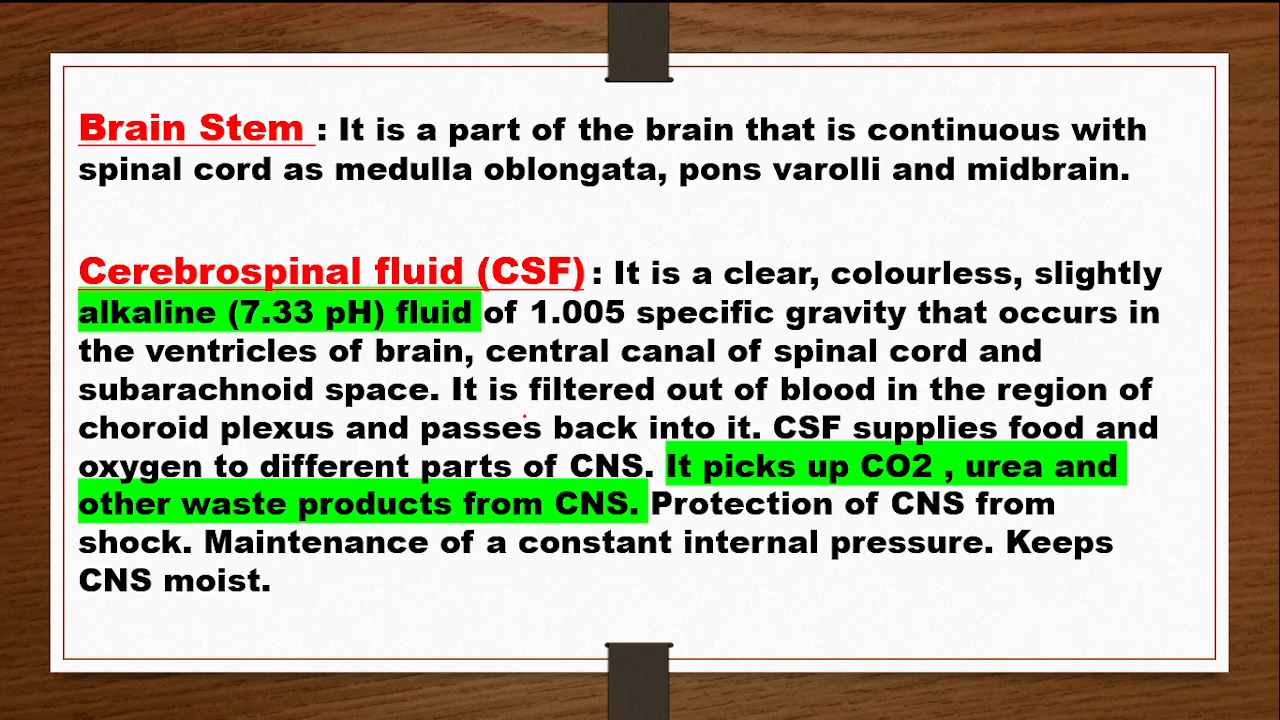 Brain Stem : It is a part of the brain that is continuous with
spinal cord as medulla oblongata, pons varolli and midbrain.
Cerebrospinal fluid (CSF) : It is a clear, colourless, slightly
alkaline (7.33 pH) fluid of 1.005 specific gravity that occurs in
the ventricles of brain, central canal of spinal cord and
subarachnoid space. It is filtered out of blood in the region of
choroid plexus and passes back into it. CSF supplies food and
oxygen to different parts of CNS. It picks up CO2 , urea and
other waste products from CNS. Protection of CNS from
shock. Maintenance of a constant internal pressure. Keeps
CNS moist.